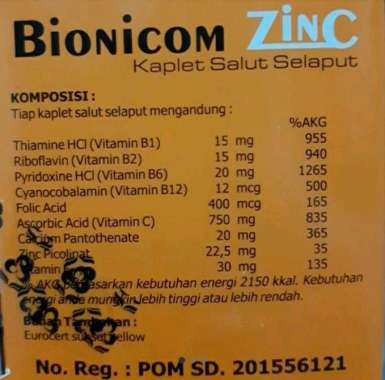 BIONICOM ZINC
Kaplet Salut Selaput
KOMPOSISI :
Tiap kaplet salut selaput mengandung :
%AKG
Thiamine HCl (Vitamin B1) 15 mg 955
Riboflavin (Vitamin B2) 15 mg 940
Pyridoxine HCl (Vitamin B6) 20 mg 1265
Cyanocobalamin (Vitamin B12) 12 mcg 500
Folic Acid 400 mcg 165
Ascorbic Acid (Vitamin C) 750 mg 835
Calcium Pantothenate 20 mg 365
Zinc Picolinat 22,5 mg 35
Vitamin 30 mg 135
% AKG berdasarkan kebutuhan energi 2150 kkal. Kebutuhan
energi anda mungkin lebih tinggi atau lebih rendah.
Bahan Tambahan :
Eurocert sunset yellow
No. Reg. : POM SD. 201556121